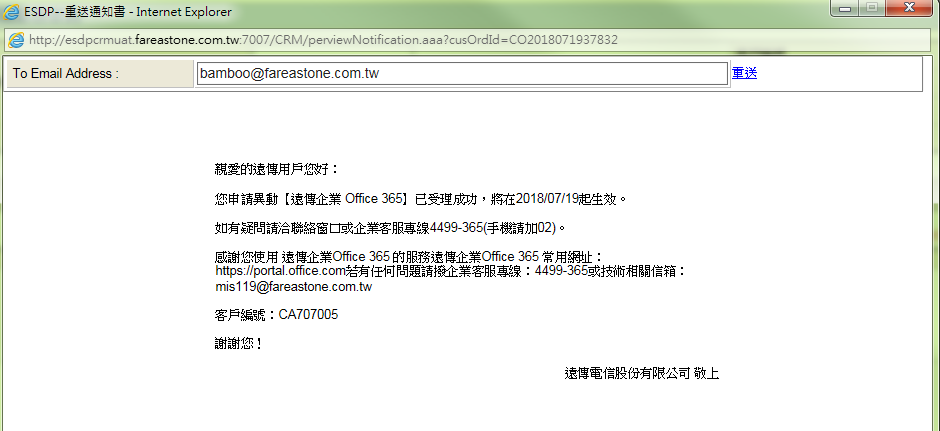 ESDP--重送通知書 - Internet Explorer
http://esdpcrmuat.fareastone.com.tw:7007/CRM/perviewNotification.aaa?cusOrdId=CO2018071937832
To Email Address : bamboo@fareastone.com.tw 重送
親愛的遠傳用戶您好：
您申請異動【遠傳企業 Office 365】已受理成功，將在2018/07/19起生效。
如有疑問請洽聯絡窗口或企業客服專線4499-365(手機請加02)。
感謝您使用 遠傳企業Office 365 的服務遠傳企業Office 365 常用網址：
https://portal.office.com若有任何問題請撥企業客服專線：4499-365或技術相關信箱：
mis119@fareastone.com.tw
客戶編號：CA707005
謝謝您！
遠傳電信股份有限公司 敬上